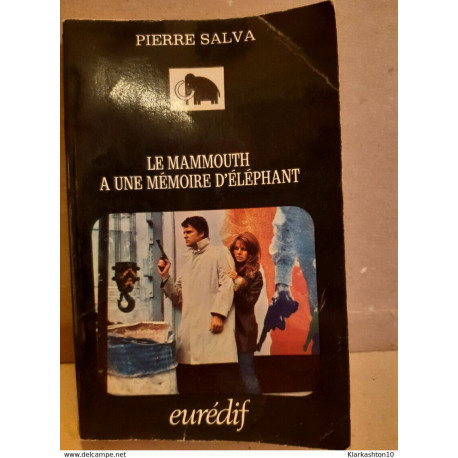 PIERRE SALVA
LE MAMMOUTH
A UNE MÉMOIRE D'ÉLÉPHANT
eurédif
www.delcampe.net
Klarkashton10